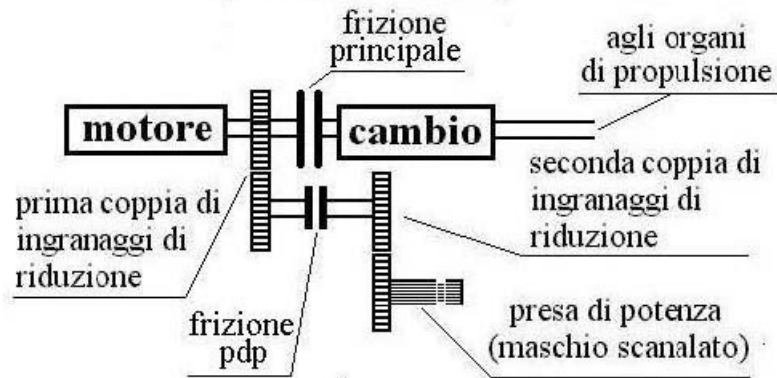 frizione
principale
agli organi
di propulsione
motore
cambio
prima coppia di
ingranaggi di
riduzione
seconda coppia di
ingranaggi di
riduzione
frizione
pdp
presa di potenza
(maschio scanalato)